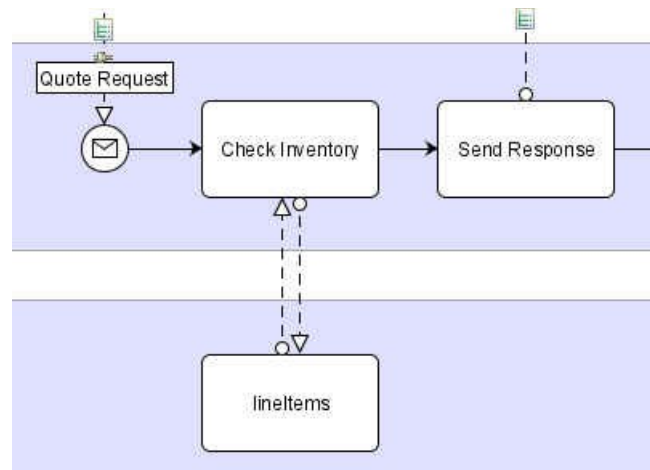 Quote Request
Check Inventory
Send Response
lineItems